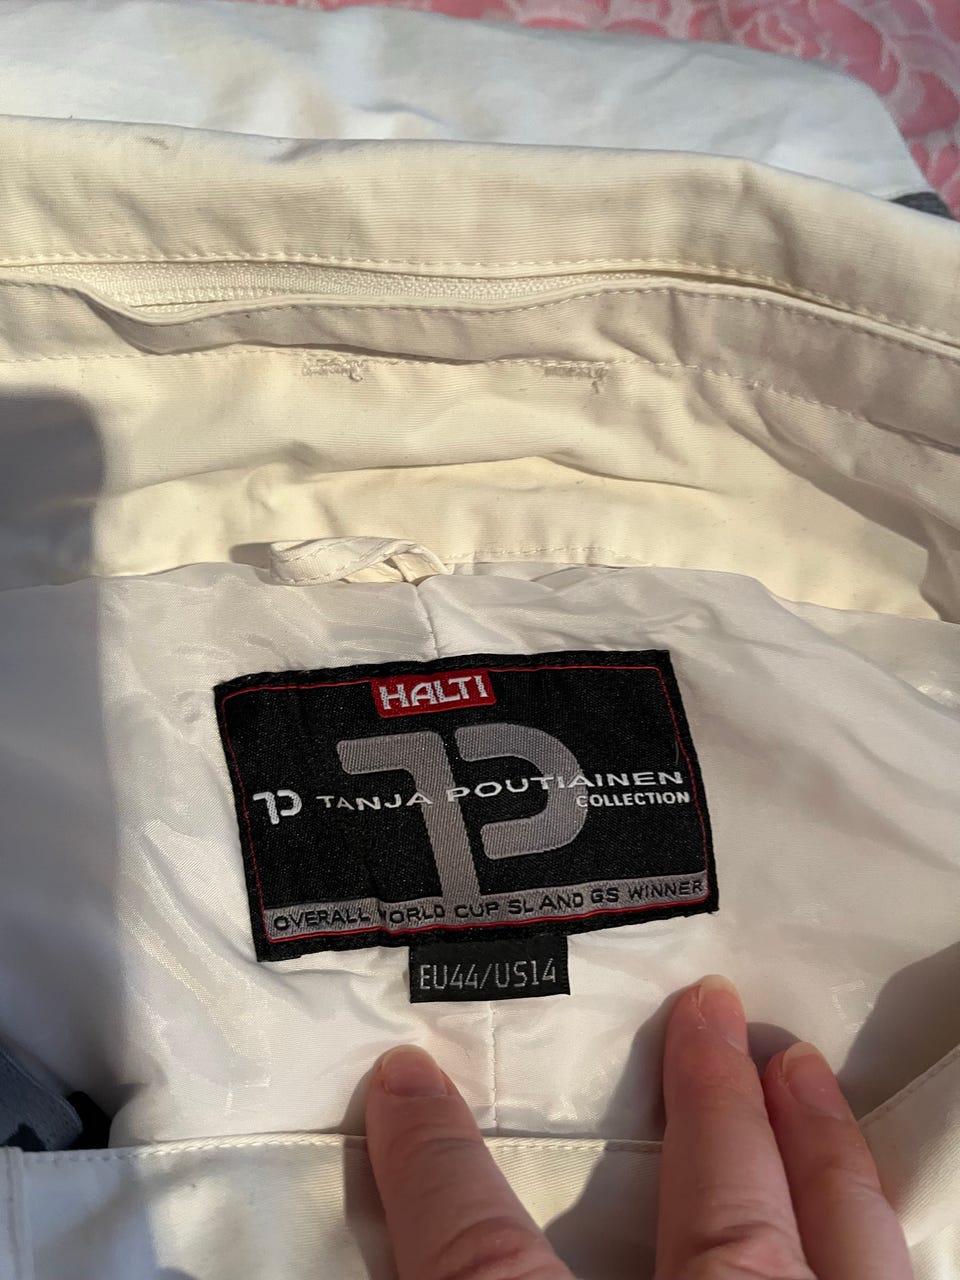 HALTI
TP TANJA POUTIAINEN
COLLECTION
OVERALL WORLD CUP SL AND GS WINNER
EU44/US14